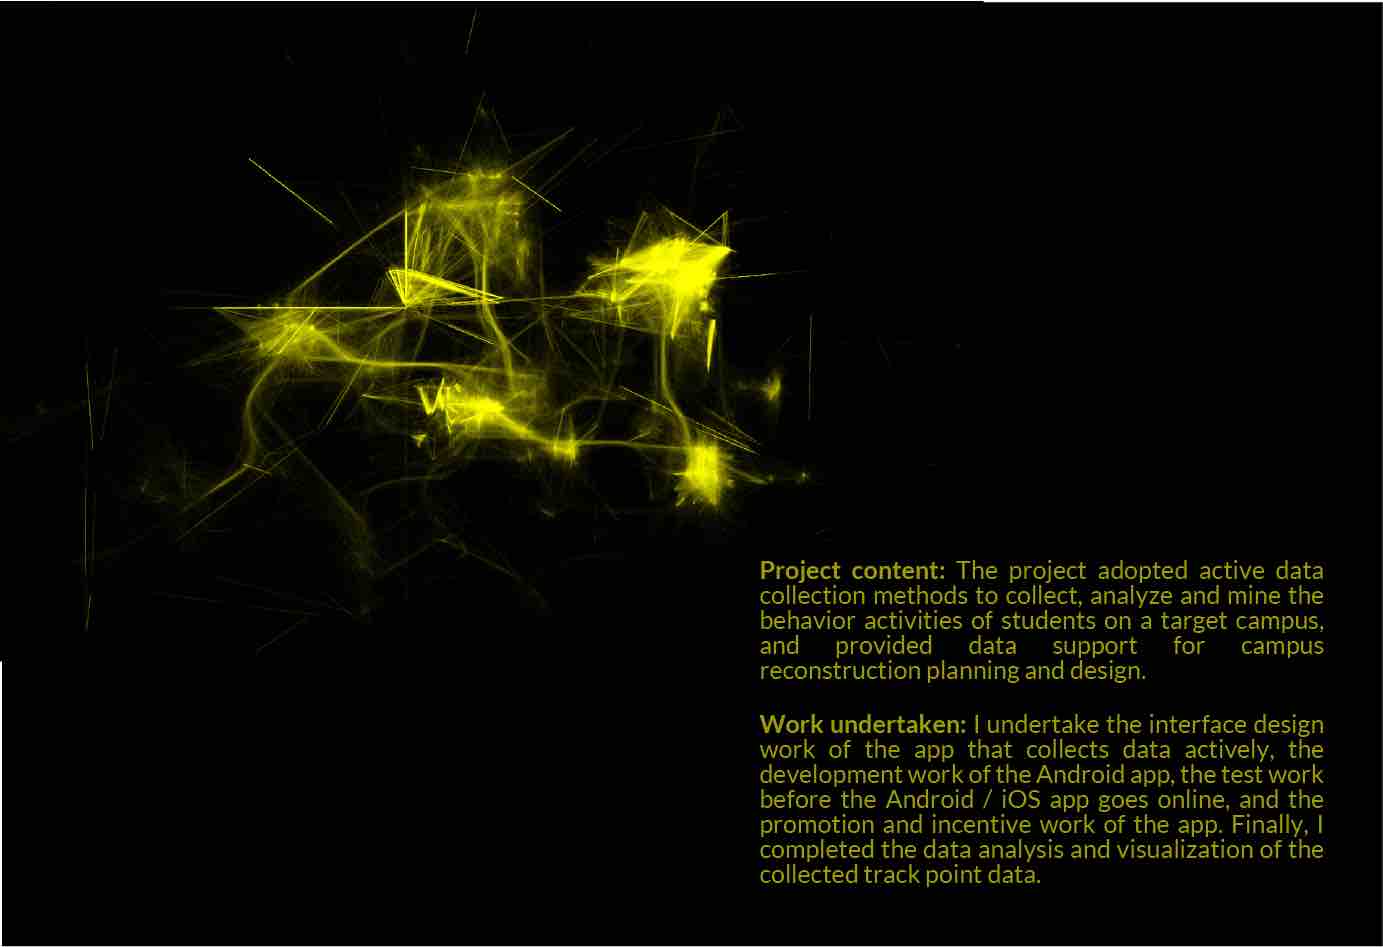 Project content: The project adopted active data
collection methods to collect, analyze and mine the
behavior activities of students on a target campus,
and provided data support for campus
reconstruction planning and design.
Work undertaken: I undertake the interface design
work of the app that collects data actively, the
development work of the Android app, the test work
before the Android / iOS app goes online, and the
promotion and incentive work of the app. Finally, I
completed the data analysis and visualization of the
collected track point data.